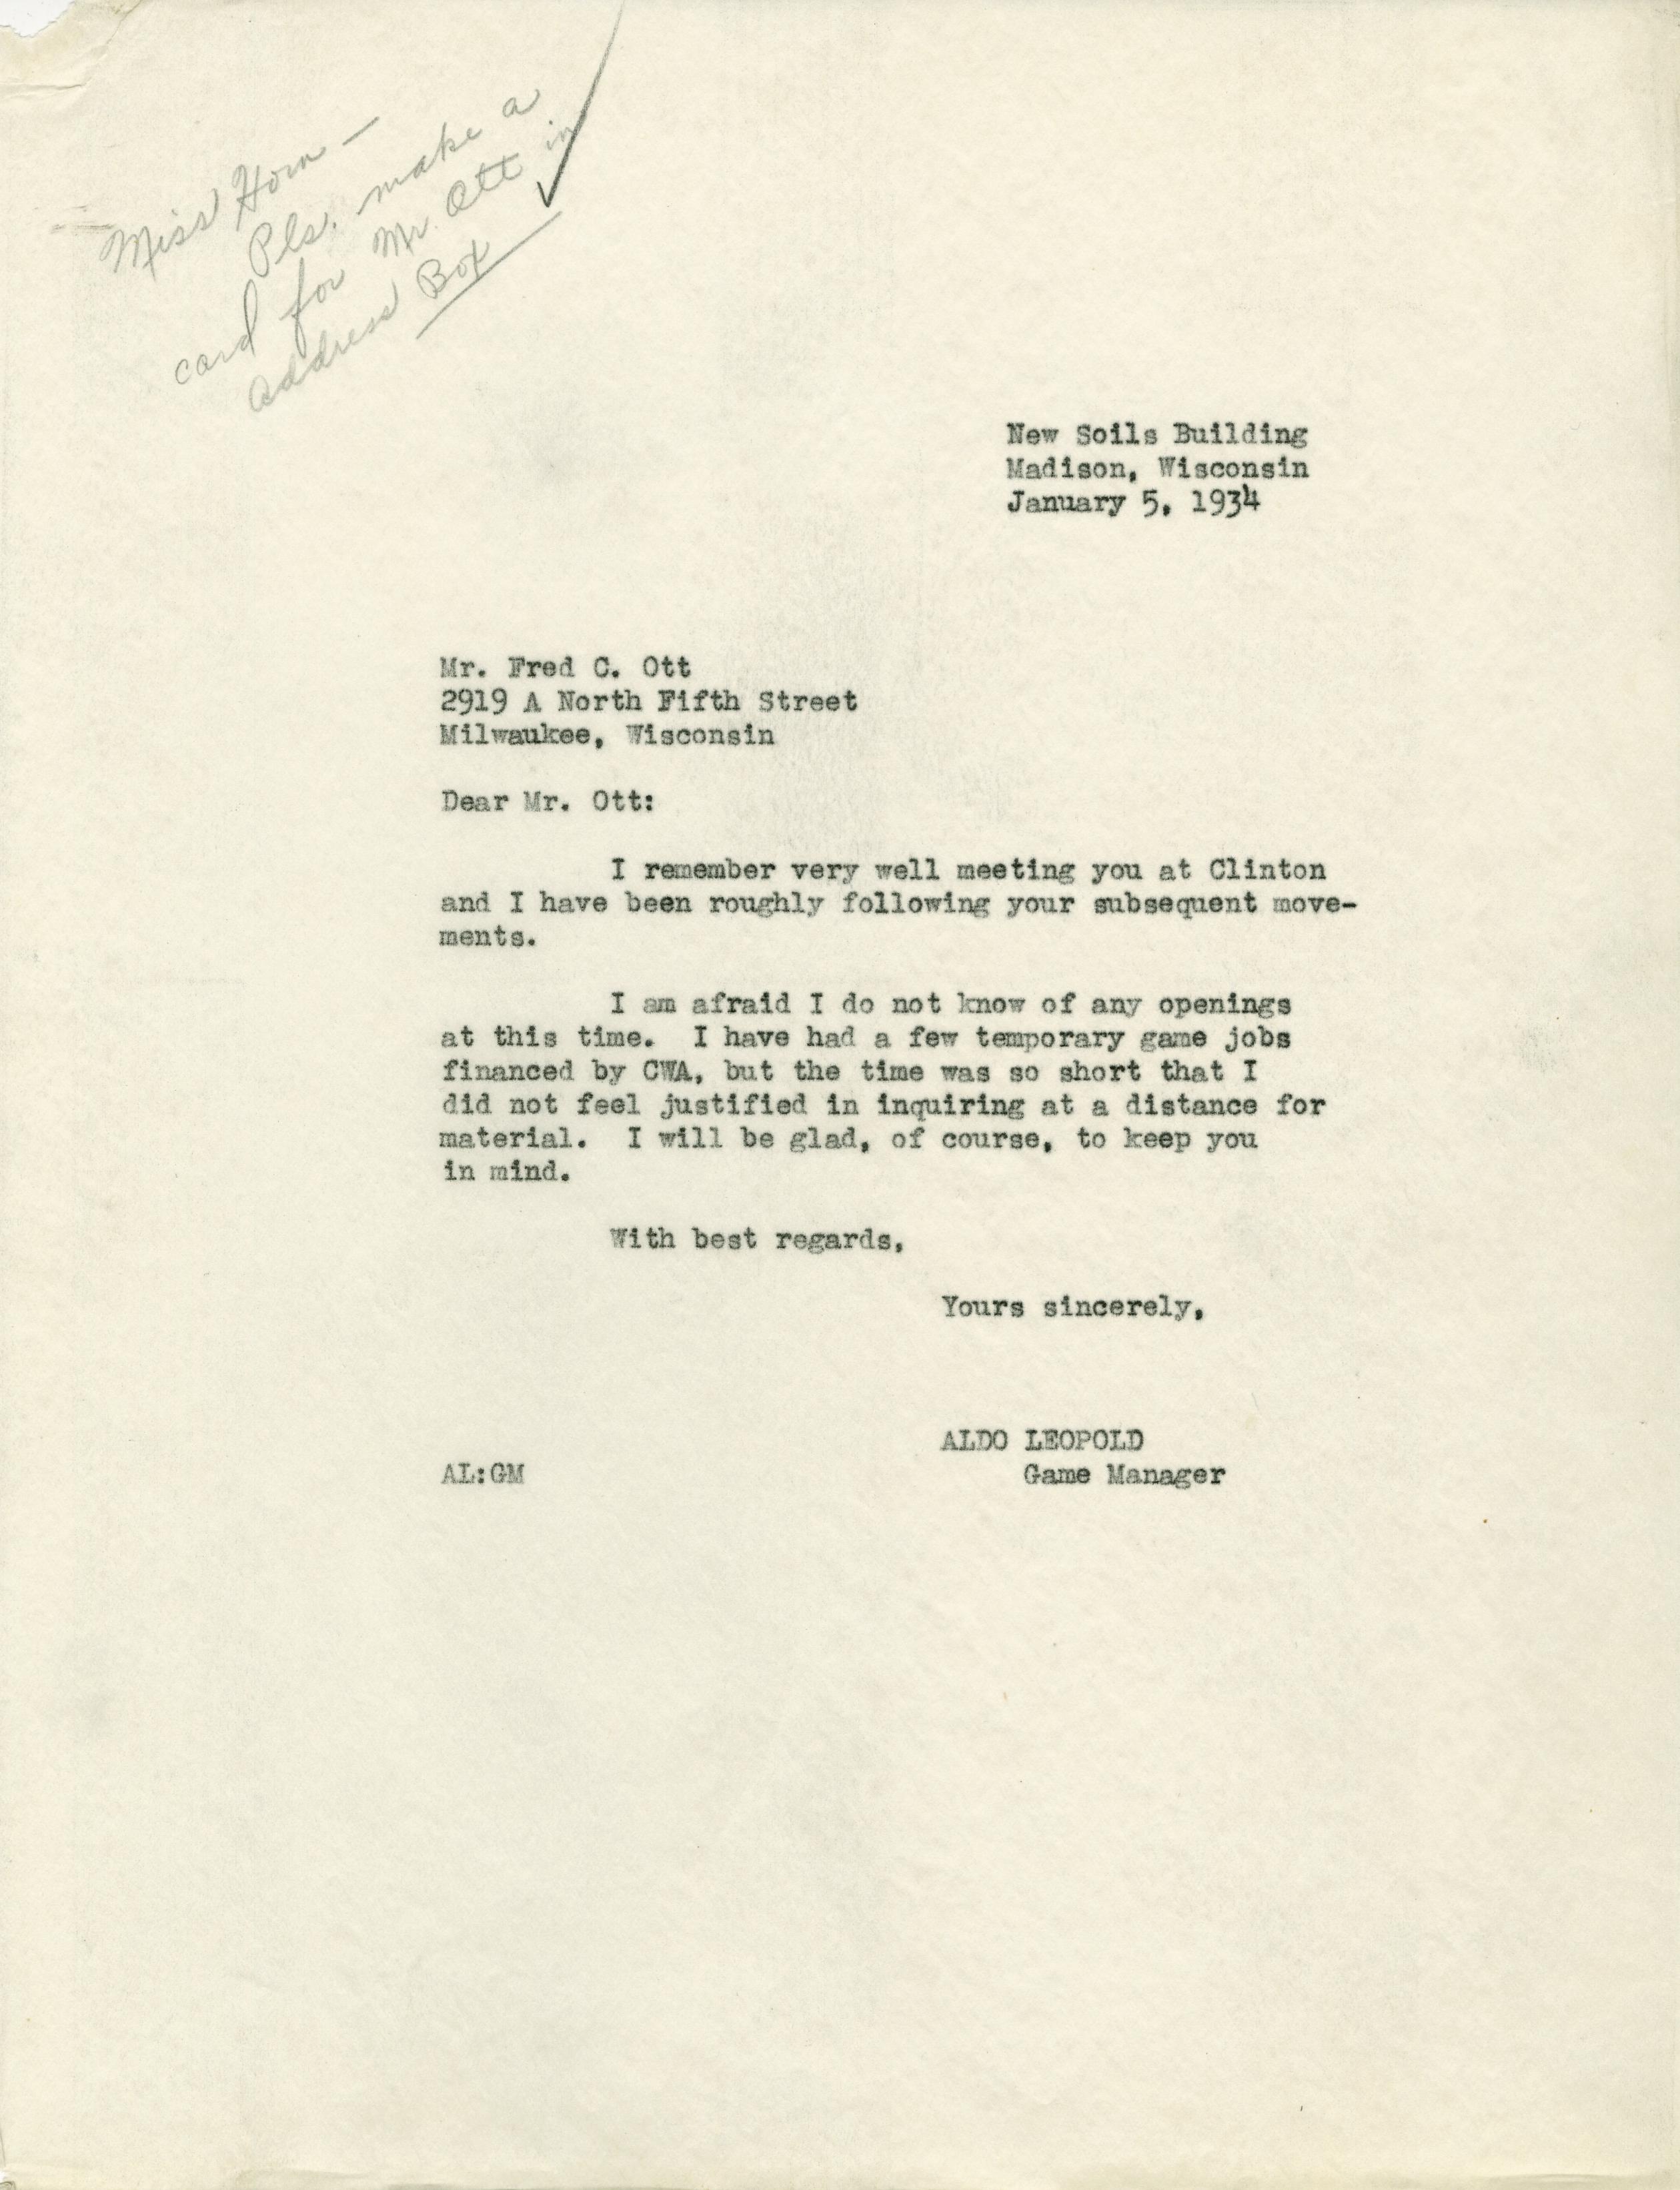 Miss Horn —
Pls. make a
card for Mr. Ott in
address Box
New Soils Building
Madison, Wisconsin
January 5, 1934
Mr. Fred C. Ott
2919 A North Fifth Street
Milwaukee, Wisconsin
Dear Mr. Ott:
I remember very well meeting you at Clinton
and I have been roughly following your subsequent move-
ments.
I am afraid I do not know of any openings
at this time. I have had a few temporary game jobs
financed by CWA, but the time was so short that I
did not feel justified in inquiring at a distance for
material. I will be glad, of course, to keep you
in mind.
With best regards,
Yours sincerely,
ALDO LEOPOLD
AL:GM Game Manager